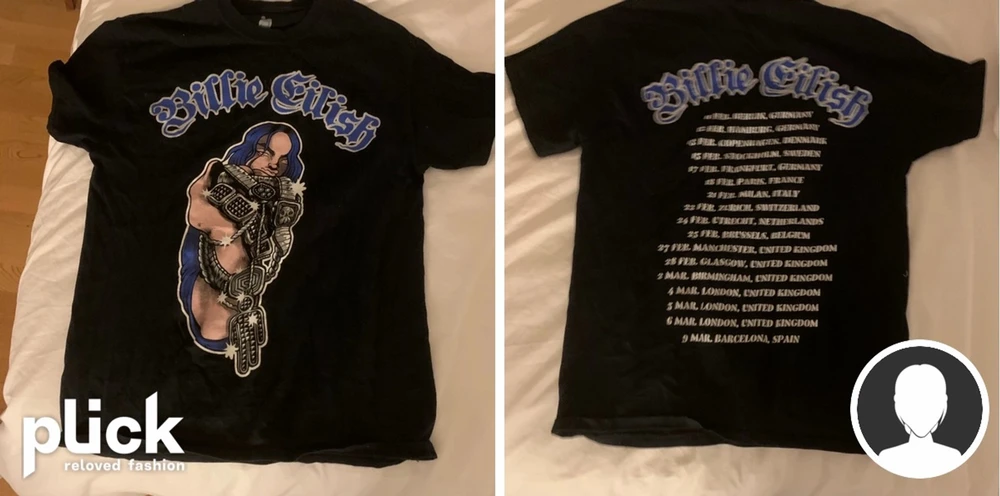 Billie Eilish
plick
reloved fashion
Billie Eilish
FEB. BERLIN, GERMANY
FEB. HAMBURG, GERMANY
FEB. COPENHAGEN, DENMARK
FEB. STOCKHOLM, SWEDEN
17 FEB. FRANKFURT, GERMANY
18 FEB. PARIS, FRANCE
21 FEB. MILAN, ITALY
22 FEB. ZURICH, SWITZERLAND
24 FEB. UTRECHT, NETHERLANDS
25 FEB. BRUSSELS, BELGIUM
27 FEB. MANCHESTER, UNITED KINGDOM
28 FEB. GLASGOW, UNITED KINGDOM
2 MAR. BIRMINGHAM, UNITED KINGDOM
4 MAR. LONDON, UNITED KINGDOM
5 MAR. LONDON, UNITED KINGDOM
6 MAR. LONDON, UNITED KINGDOM
9 MAR. BARCELONA, SPAIN